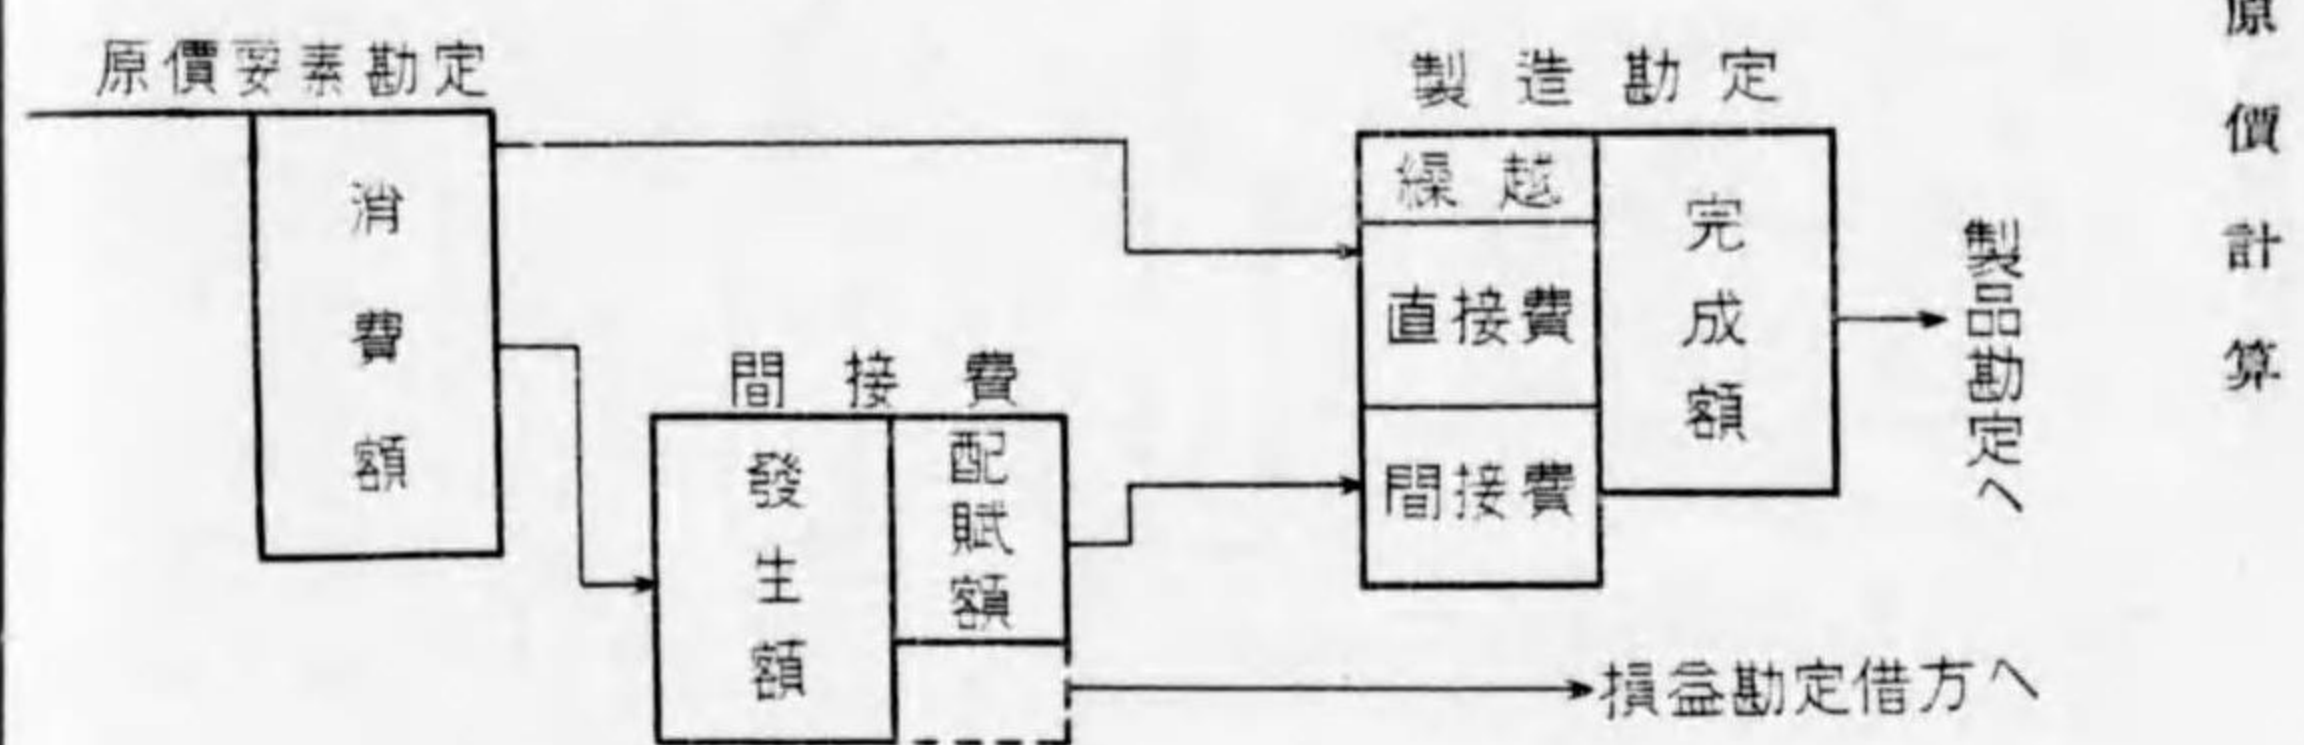 原價計算
原價要素勘定
消費額
間接費
發生額
配賦額
製造勘定
繰越
直接費
間接費
完成額
製品勘定へ
損益勘定借方へ